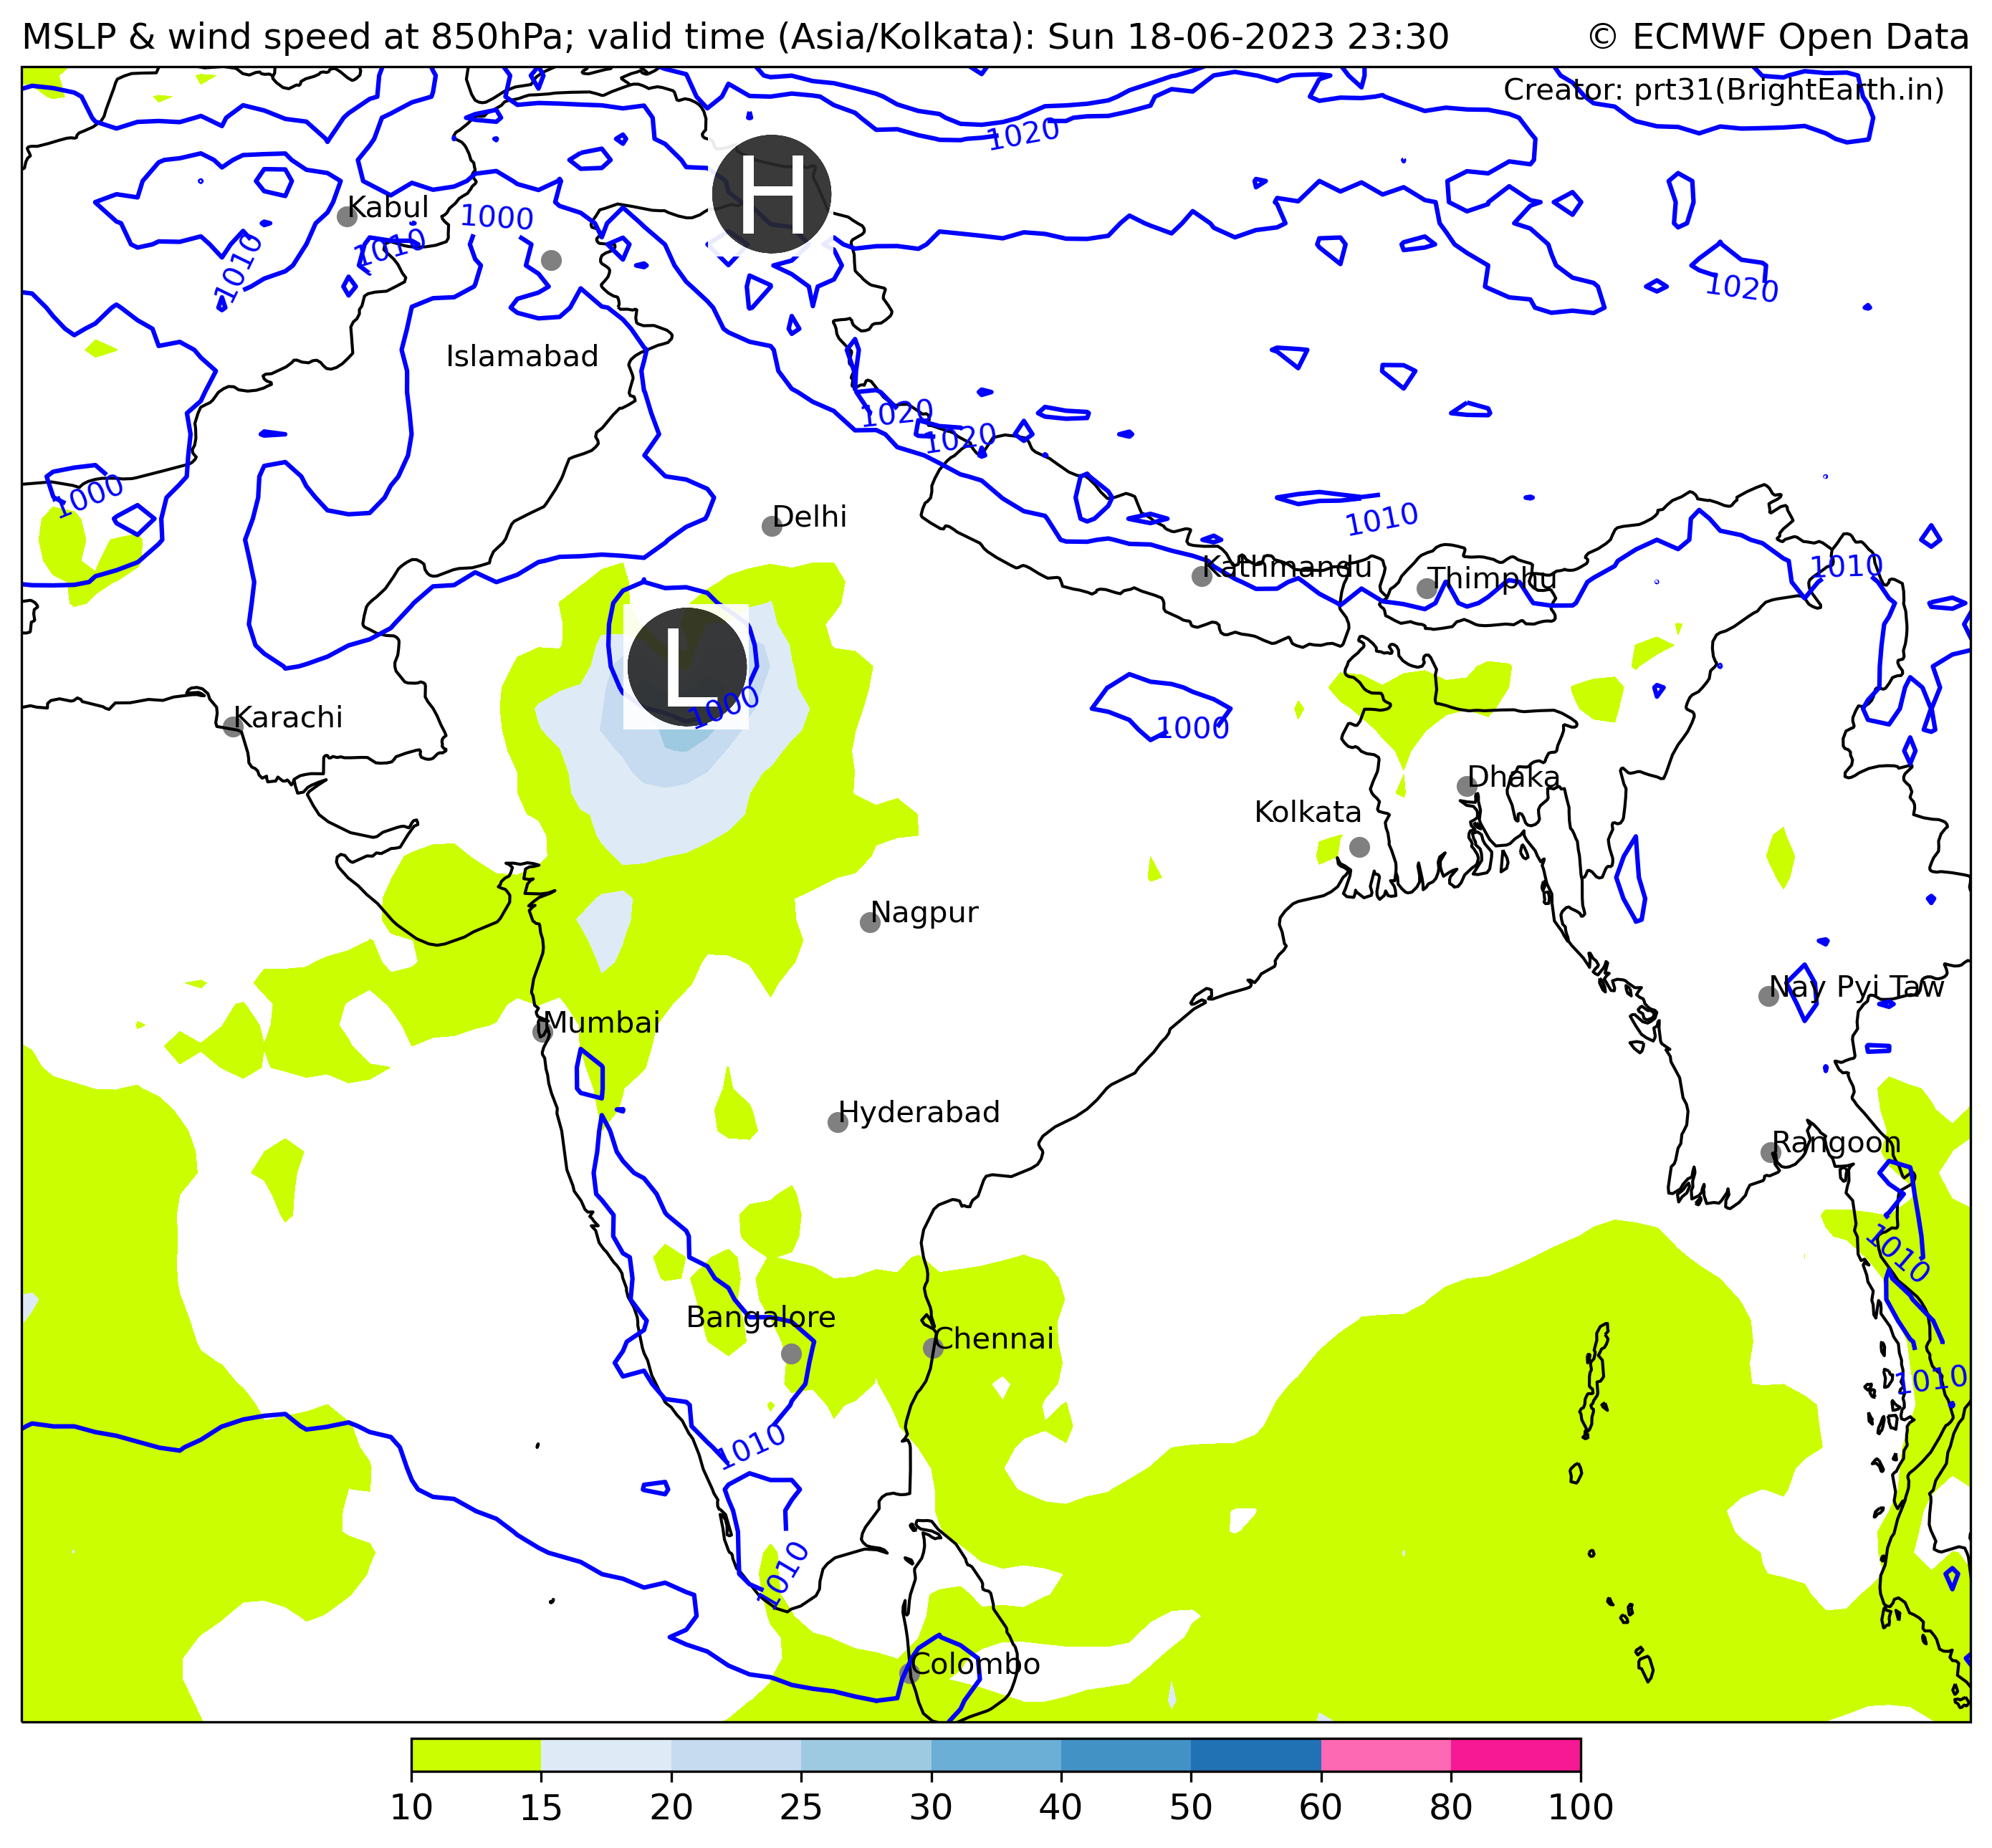 MSLP & wind speed at 850hPa; valid time (Asia/Kolkata): Sun 18-06-2023 23:30 © ECMWF Open Data
Creator: prt31(BrightEarth.in)
1020
H
Kabul
1000
1010
1010
1020
Islamabad
1020
1020
1000
Delhi
1010
Kathmandu
Thimphu
1010
L
1000
Karachi
1000
Dhaka
Kolkata
Nagpur
Nay Pyi Taw
Mumbai
Hyderabad
Rangoon
1010
Bangalore
Chennai
1010
1010
1010
Colombo
10 15 20 25 30 40 50 60 80 100